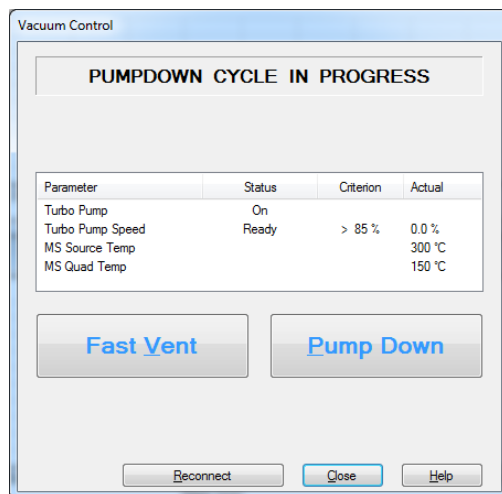 Vacuum Control
PUMPDOWN CYCLE IN PROGRESS
Parameter Status Criterion Actual
Turbo Pump On
Turbo Pump Speed Ready > 85 % 0.0 %
MS Source Temp 300 °C
MS Quad Temp 150 °C
Fast Vent Pump Down
Reconnect Close Help